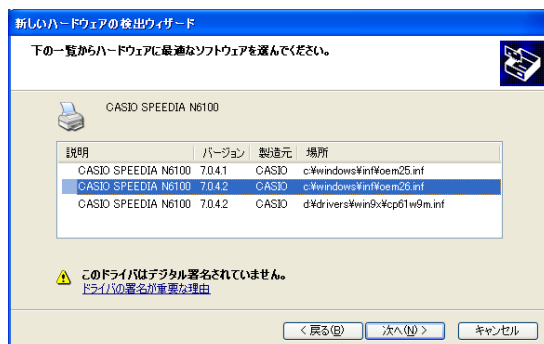 新しいハードウェアの検出ウィザード
下の一覧からハードウェアに最適なソフトウェアを選んでください。
CASIO SPEEDIA N6100
説明 バージョン 製造元 場所
CASIO SPEEDIA N6100 7.0.4.1 CASIO c:¥windows¥inf¥oem25.inf
CASIO SPEEDIA N6100 7.0.4.2 CASIO c:¥windows¥inf¥oem26.inf
CASIO SPEEDIA N6100 7.0.4.2 CASIO d:¥drivers¥win9x¥cp61w9m.inf
このドライバはデジタル署名されていません。
ドライバの署名が重要な理由
< 戻る(B) 次へ(N) > キャンセル